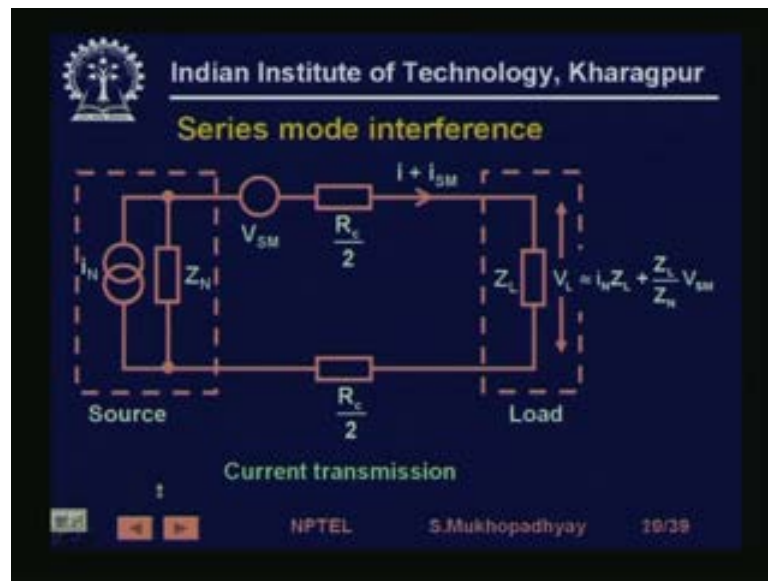 Indian Institute of Technology, Kharagpur
Series mode interference
i + i_SM
V_SM
R_c/2
i_N
Z_N
Z_L
V_L ≃ i_N Z_L + Z_L/Z_N V_SM
R_c/2
Source
Load
Current transmission
NPTEL S.Mukhopadhyay 29/39